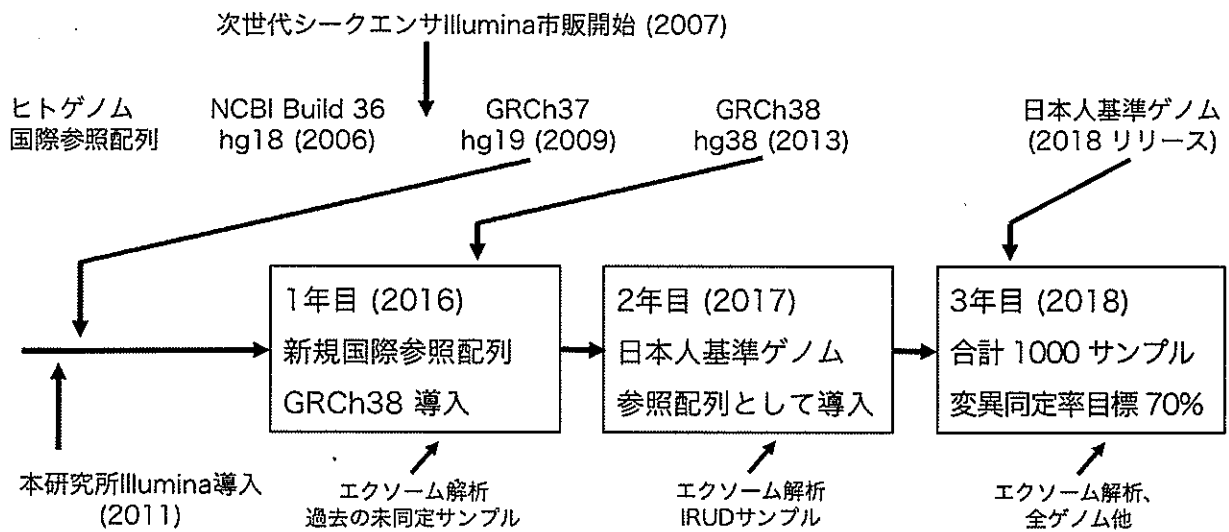 次世代シークエンサIllumina市販開始 (2007)
ヒトゲノム
国際参照配列
NCBI Build 36
hg18 (2006)
GRCh37
hg19 (2009)
GRCh38
hg38 (2013)
日本人基準ゲノム
(2018 リリース)
1年目 (2016)
新規国際参照配列
GRCh38 導入
2年目 (2017)
日本人基準ゲノム
参照配列として導入
3年目 (2018)
合計 1000 サンプル
変異同定率目標 70%
本研究所Illumina導入
(2011)
エクソーム解析
過去の未同定サンプル
エクソーム解析
IRUDサンプル
エクソーム解析、
全ゲノム他